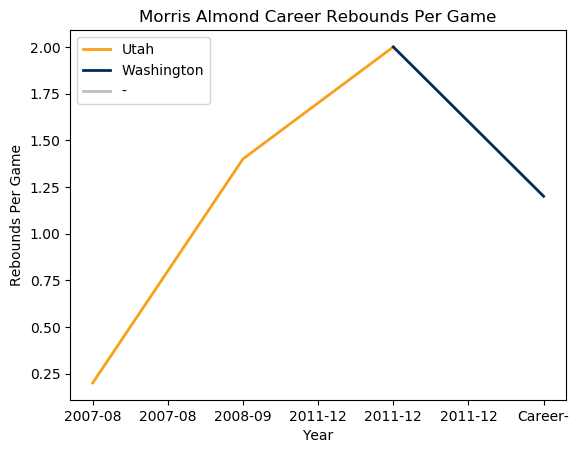 Morris Almond Career Rebounds Per Game
Utah
Washington
-
Rebounds Per Game
2.00
1.75
1.50
1.25
1.00
0.75
0.50
0.25
2007-08 2007-08 2008-09 2011-12 2011-12 2011-12 Career-
Year